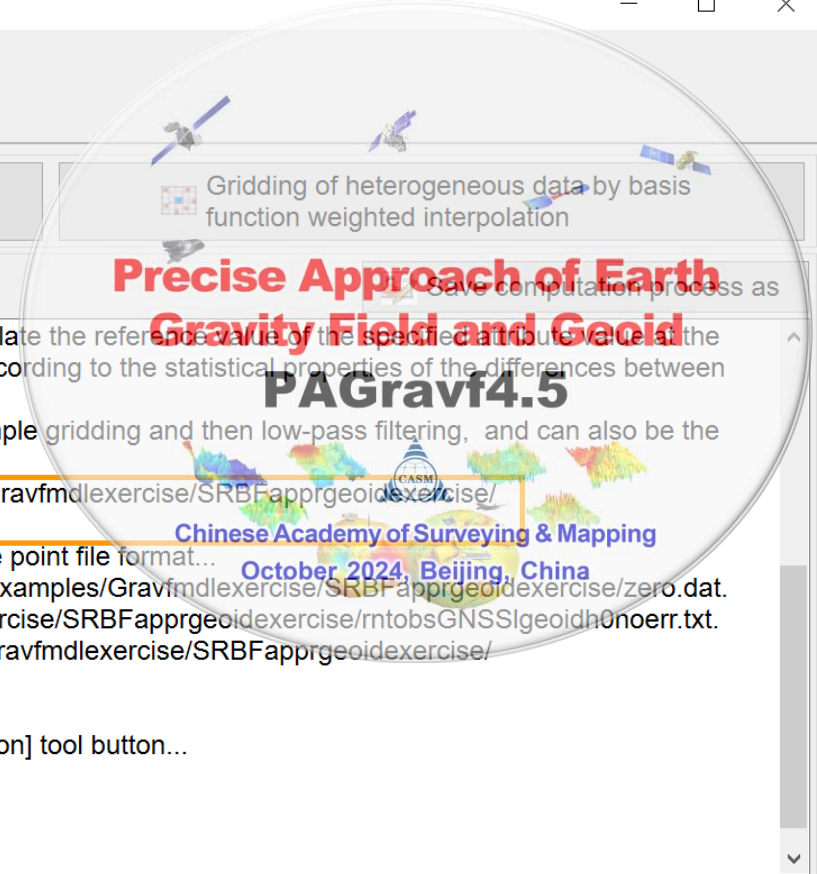 Gridding of heterogeneous data by basis
function weighted interpolation
Precise Approach of Earth
Save computation process as
Gravity Field and Geoid
late the reference value of the specified attribute value at the
cording to the statistical properties of the differences between
PAGravf4.5
ple gridding and then low-pass filtering, and can also be the
CASM
ravfmdlexercise/SRBFapprgeoidexercise/
Chinese Academy of Surveying & Mapping
e point file format...
October, 2024, Beijing, China
xamples/Gravfmdlexercise/SRBFapprgeoidexercise/zero.dat.
rcise/SRBFapprgeoidexercise/rntobsGNSSlgeoidh0noerr.txt.
ravfmdlexercise/SRBFapprgeoidexercise/
on] tool button...